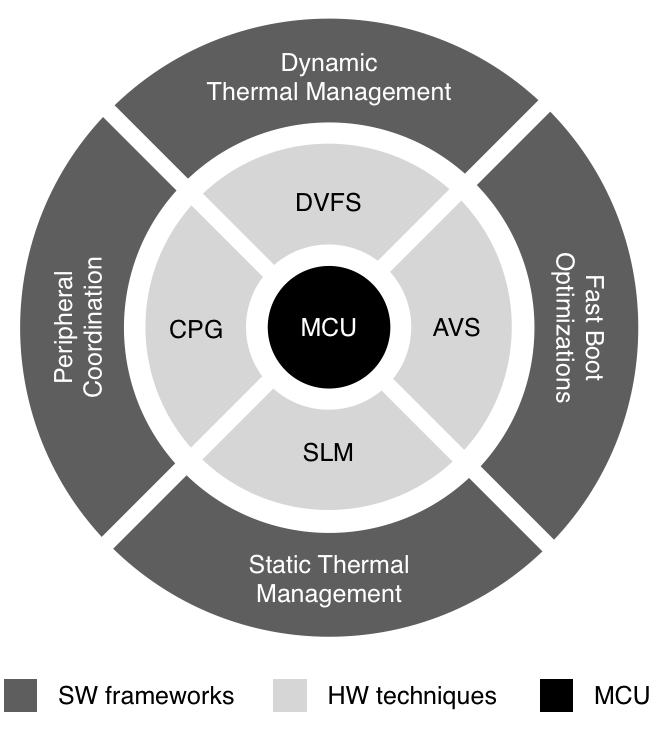 Dynamic
Thermal Management
DVFS
Peripheral
Coordination
CPG
MCU
AVS
Fast Boot
Optimizations
SLM
Static Thermal
Management
SW frameworks
HW techniques
MCU